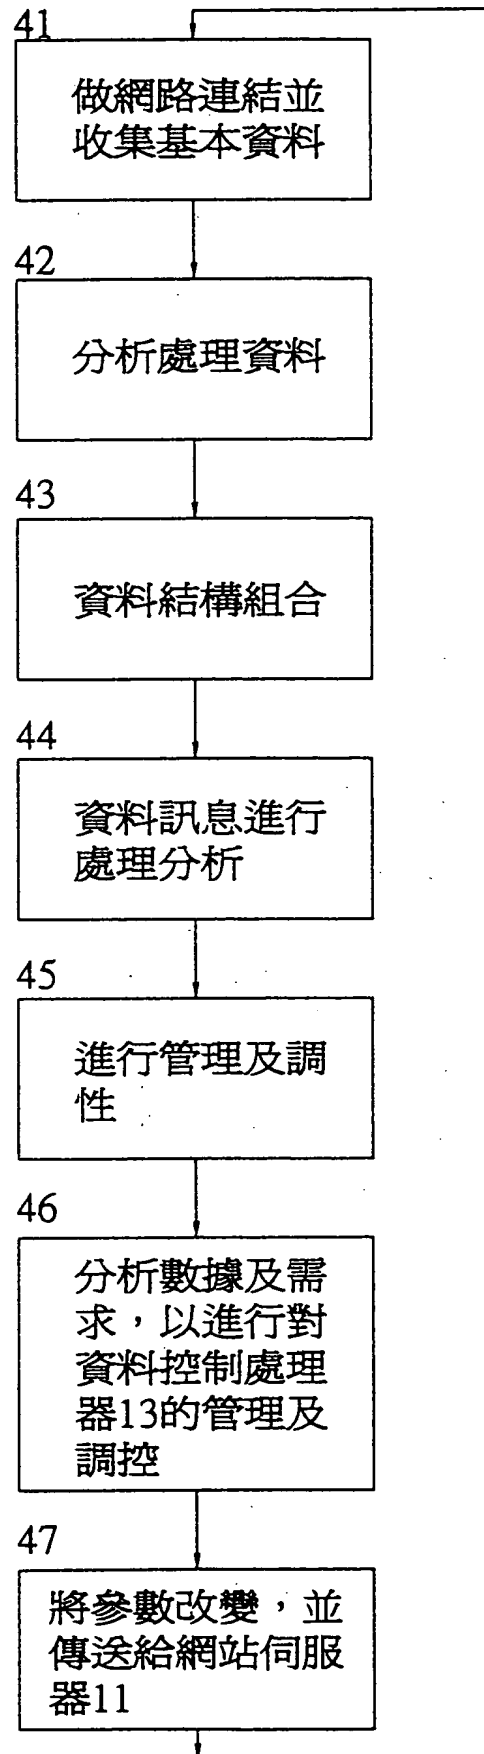 41
做網路連結並
收集基本資料
42
分析處理資料
43
資料結構組合
44
資料訊息進行
處理分析
45
進行管理及調
性
46
分析數據及需
求，以進行對
資料控制處理
器13的管理及
調控
47
將參數改變，並
傳送給網站伺服
器11